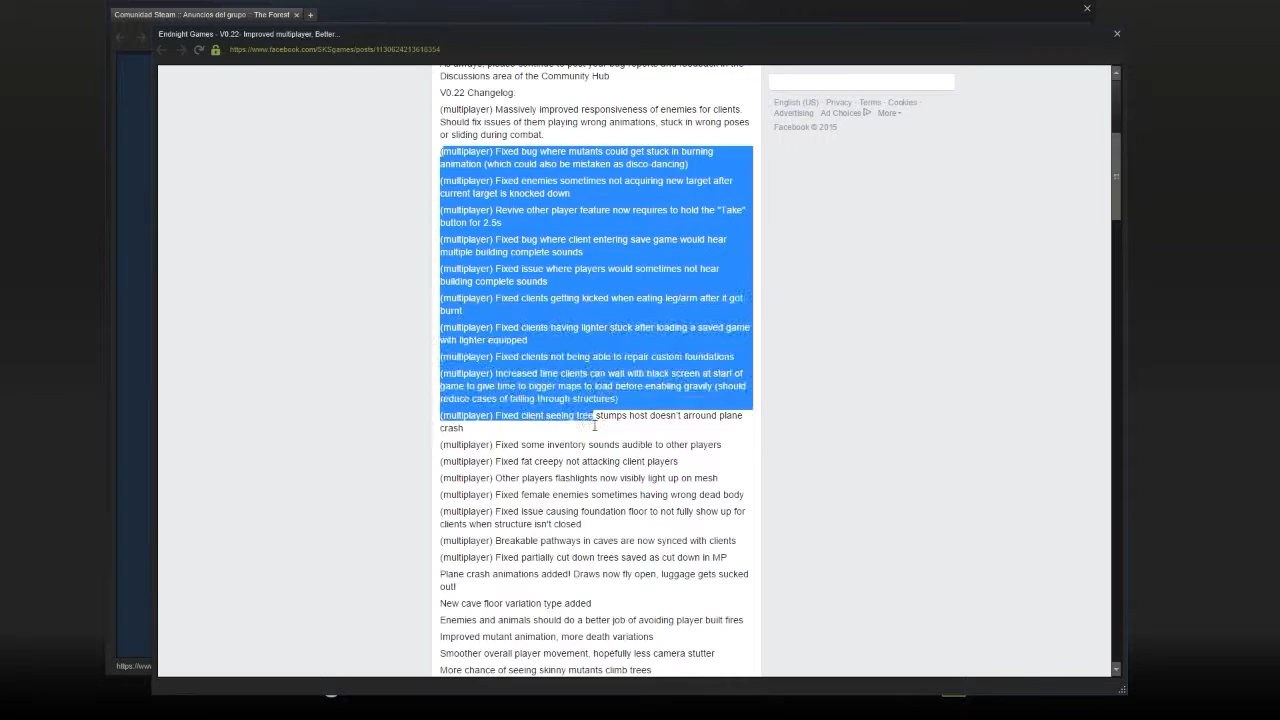 Comunidad Steam :: Anuncios del grupo :: The Forest
Endnight Games - V0.22- Improved multiplayer, Better...
https://www.facebook.com/SKSgames/posts/1130624213618354
As always, please continue to post your bug reports and feedback in the
Discussions area of the Community Hub
V0.22 Changelog:
(multiplayer) Massively improved responsiveness of enemies for clients.
Should fix issues of them playing wrong animations, stuck in wrong poses
or sliding during combat.
(multiplayer) Fixed bug where mutants could get stuck in burning
animation (which could also be mistaken as disco-dancing)
(multiplayer) Fixed enemies sometimes not acquiring new target after
current target is knocked down
(multiplayer) Revive other player feature now requires to hold the "Take"
button for 2.5s
(multiplayer) Fixed bug where client entering save game would hear
multiple building complete sounds
(multiplayer) Fixed issue where players would sometimes not hear
building complete sounds
(multiplayer) Fixed clients getting kicked when eating leg/arm after it got
burnt
(multiplayer) Fixed clients having lighter stuck after loading a saved game
with lighter equipped
(multiplayer) Fixed clients not being able to repair custom foundations
(multiplayer) Increased time clients can wait with black screen at start of
game to give time to bigger maps to load before enabling gravity (should
reduce cases of falling through structures)
(multiplayer) Fixed client seeing tree stumps host doesn't arround plane
crash
(multiplayer) Fixed some inventory sounds audible to other players
(multiplayer) Fixed fat creepy not attacking client players
(multiplayer) Other players flashlights now visibly light up on mesh
(multiplayer) Fixed female enemies sometimes having wrong dead body
(multiplayer) Fixed issue causing foundation floor to not fully show up for
clients when structure isn't closed
(multiplayer) Breakable pathways in caves are now synced with clients
(multiplayer) Fixed partially cut down trees saved as cut down in MP
Plane crash animations added! Draws now fly open, luggage gets sucked
out!
New cave floor variation type added
Enemies and animals should do a better job of avoiding player built fires
Improved mutant animation, more death variations
Smoother overall player movement, hopefully less camera stutter
More chance of seeing skinny mutants climb trees
English (US) · Privacy · Terms · Cookies ·
Advertising · Ad Choices · More
Facebook © 2015
https://www